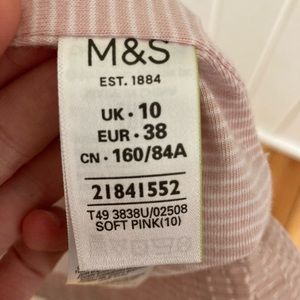 M&S
EST. 1884
UK · 10
EUR · 38
CN · 160/84A
21841552
T49 3838U/02508
SOFT PINK(10)